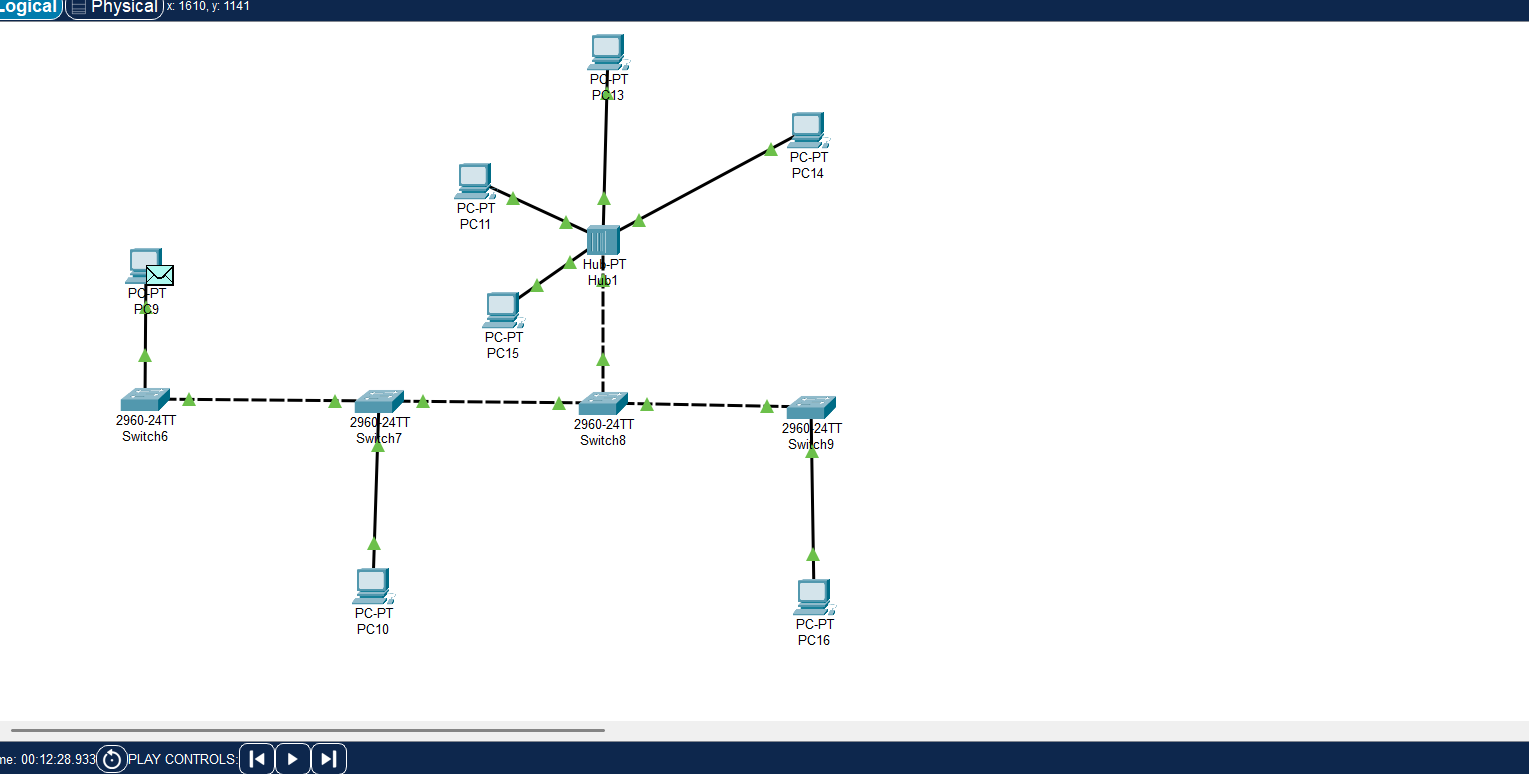 Logical Physical x: 1610, y: 1141
PC-PT
PC13
PC-PT
PC14
PC-PT
PC11
Hub-PT
Hub1
PC-PT
PC9
PC-PT
PC15
2960-24TT
Switch6
2960-24TT
Switch7
2960-24TT
Switch8
2960-24TT
Switch9
PC-PT
PC10
PC-PT
PC16
me: 00:12:28.933 PLAY CONTROLS: